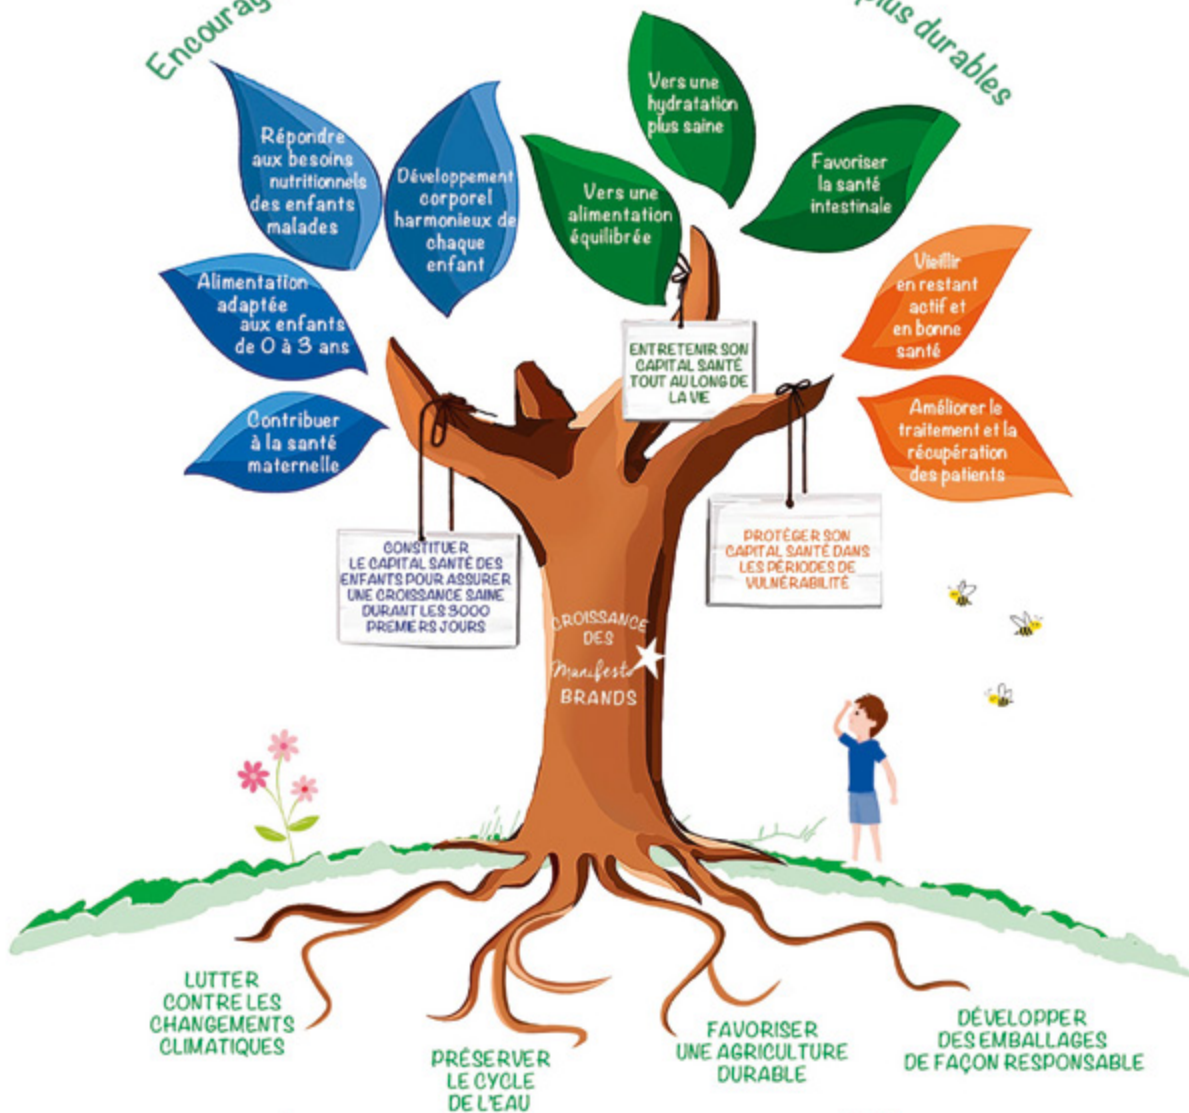 Encourag
plus durables
Répondre
aux besoins
nutritionnels
des enfants
malades
Développement
corporel
harmonieux de
chaque
enfant
Alimentation
adaptée
aux enfants
de 0 à 3 ans
Contribuer
à la santé
maternelle
Vers une
hydratation
plus saine
Vers une
alimentation
équilibrée
Favoriser
la santé
intestinale
Vieillir
en restant
actif et
en bonne
santé
Améliorer le
traitement et la
récupération
des patients
ENTRETENIR SON
CAPITAL SANTÉ
TOUT AU LONG DE
LA VIE
CONSTITUER
LE CAPITAL SANTÉ DES
ENFANTS POUR ASSURER
UNE CROISSANCE SAINE
DURANT LES 3000
PREMIERS JOURS
PROTÉGER SON
CAPITAL SANTÉ DANS
LES PÉRIODES DE
VULNÉRABILITÉ
CROISSANCE
DES
Manifesto
BRANDS
LUTTER
CONTRE LES
CHANGEMENTS
CLIMATIQUES
PRÉSERVER
LE CYCLE
DE L'EAU
FAVORISER
UNE AGRICULTURE
DURABLE
DÉVELOPPER
DES EMBALLAGES
DE FAÇON RESPONSABLE